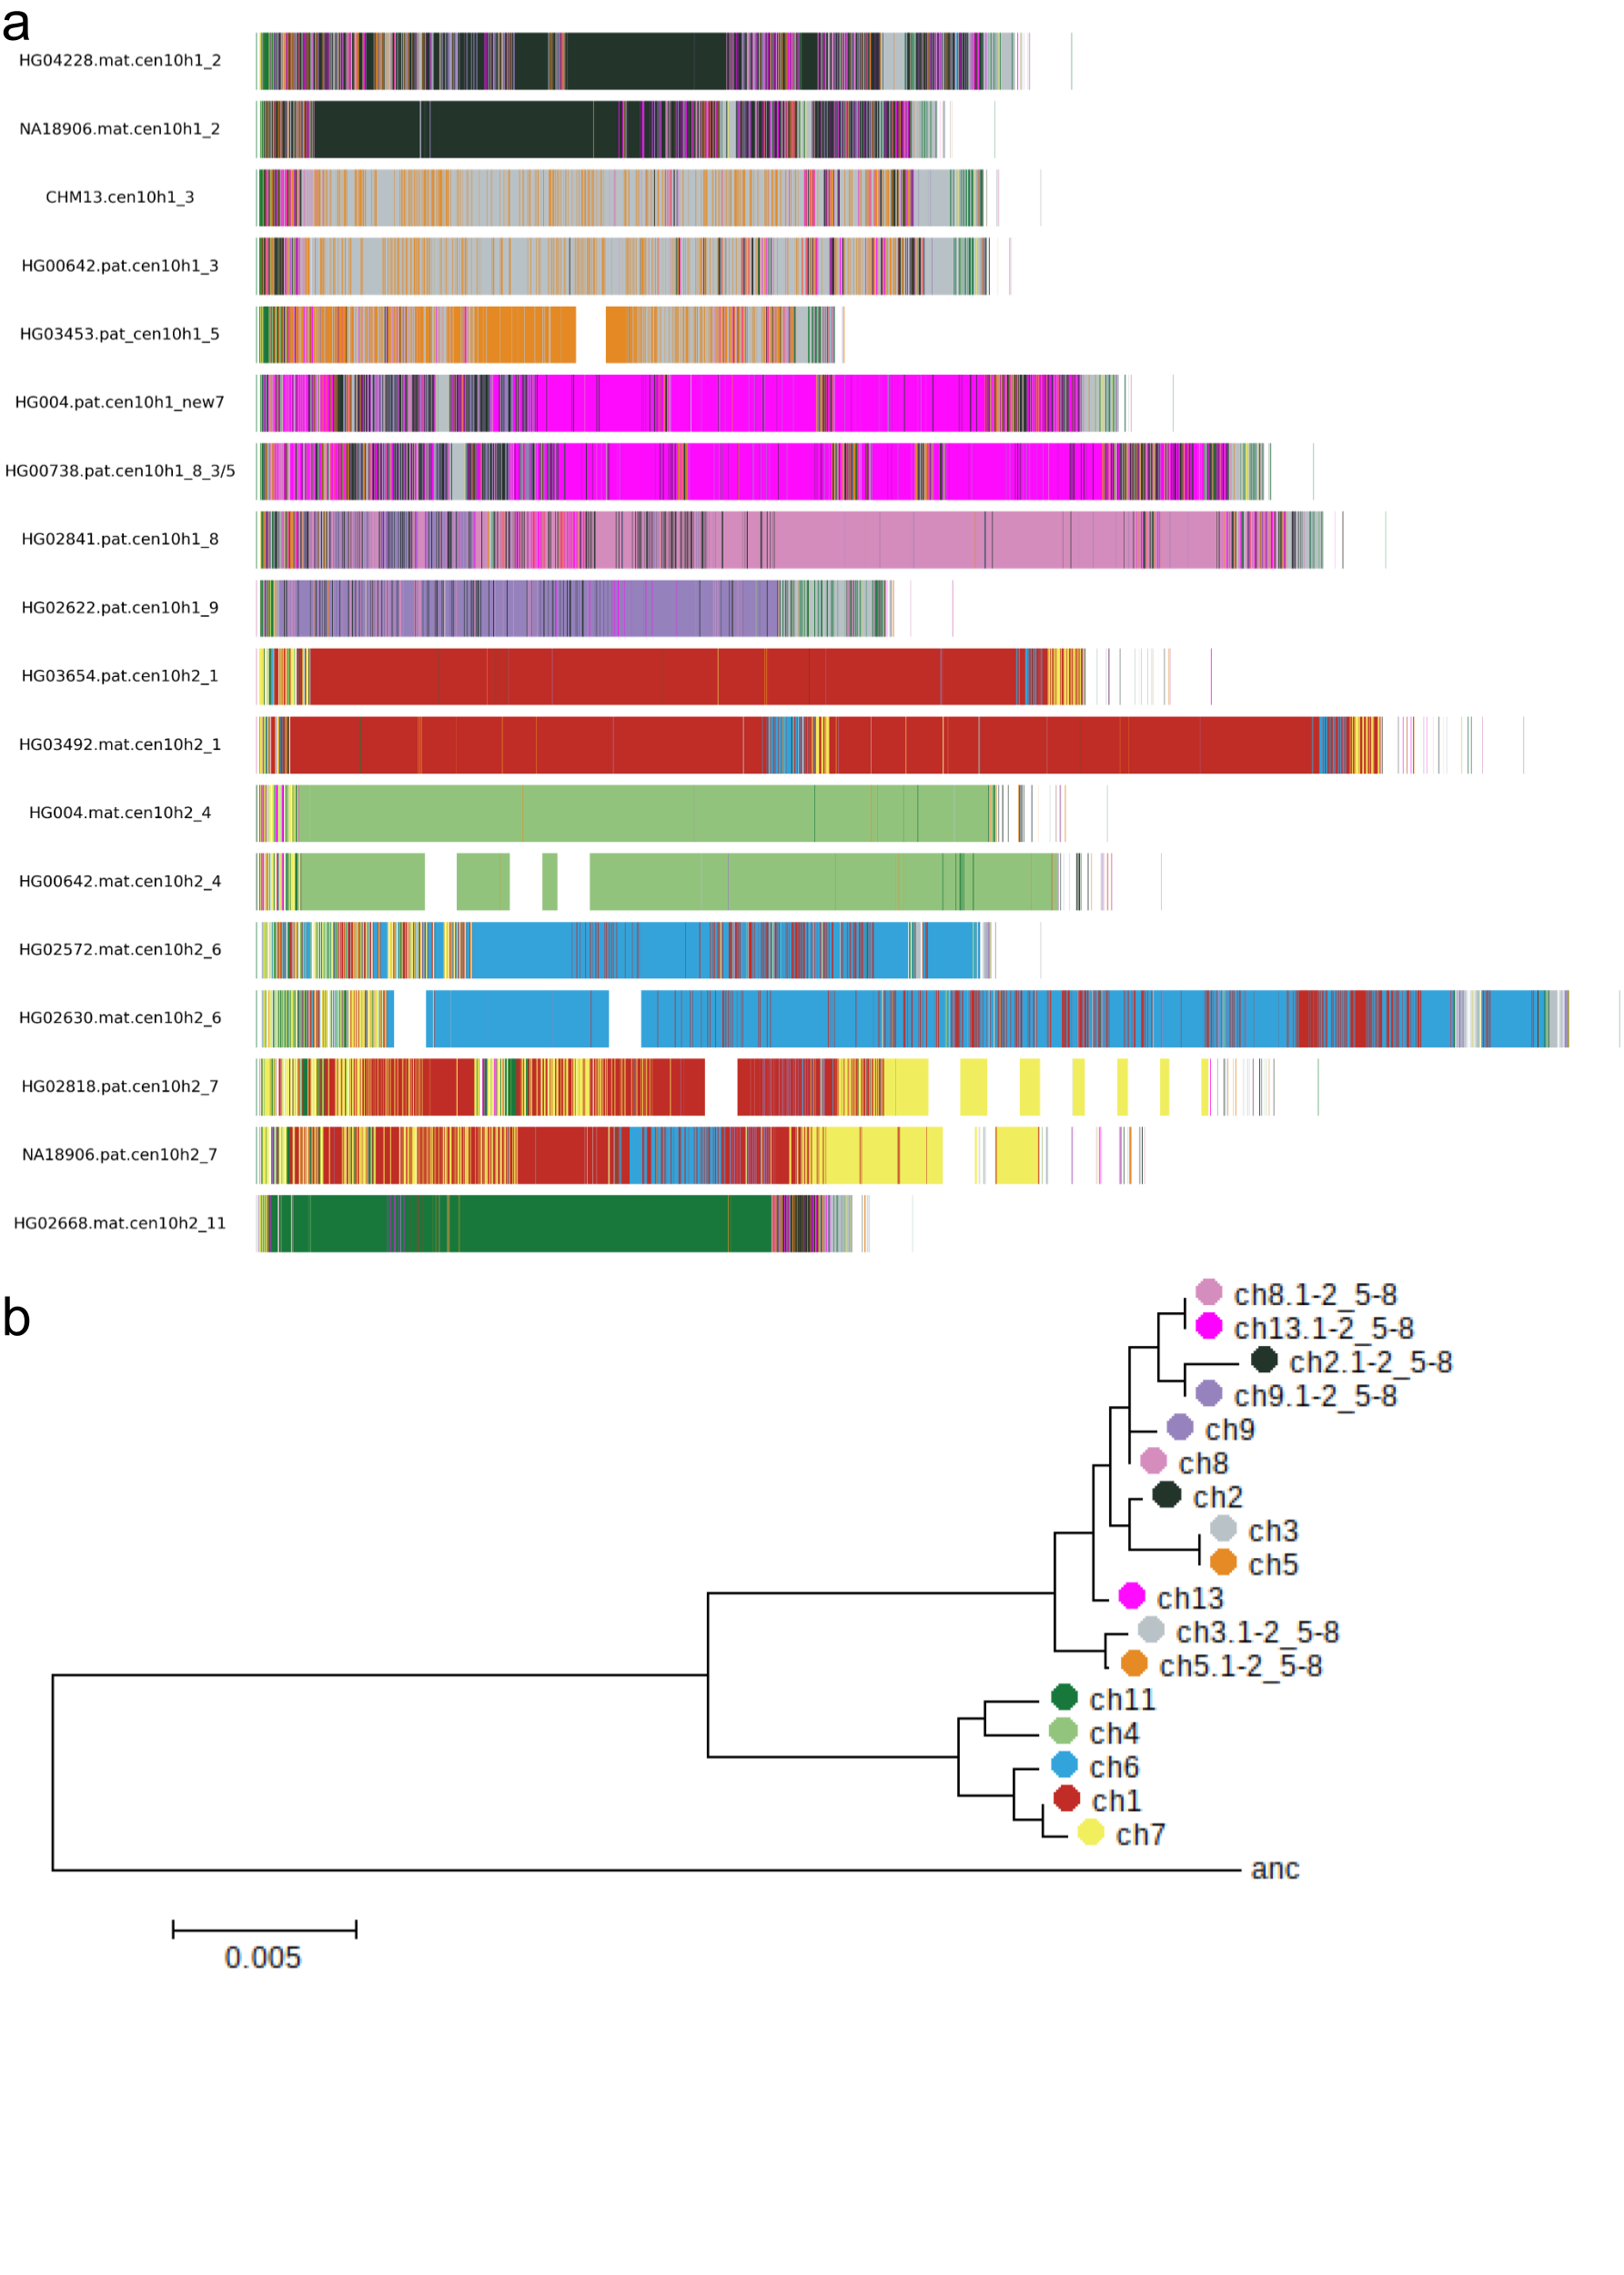 a
HG04228.mat.cen10h1_2
NA18906.mat.cen10h1_2
CHM13.cen10h1_3
HG00642.pat.cen10h1_3
HG03453.pat_cen10h1_5
HG004.pat.cen10h1_new7
HG00738.pat.cen10h1_8_3/5
HG02841.pat.cen10h1_8
HG02622.pat.cen10h1_9
HG03654.pat.cen10h2_1
HG03492.mat.cen10h2_1
HG004.mat.cen10h2_4
HG00642.mat.cen10h2_4
HG02572.mat.cen10h2_6
HG02630.mat.cen10h2_6
HG02818.pat.cen10h2_7
NA18906.pat.cen10h2_7
HG02668.mat.cen10h2_11
b
ch8.1-2_5-8
ch13.1-2_5-8
ch2.1-2_5-8
ch9.1-2_5-8
ch9
ch8
ch2
ch3
ch5
ch13
ch3.1-2_5-8
ch5.1-2_5-8
ch11
ch4
ch6
ch1
ch7
anc
0.005